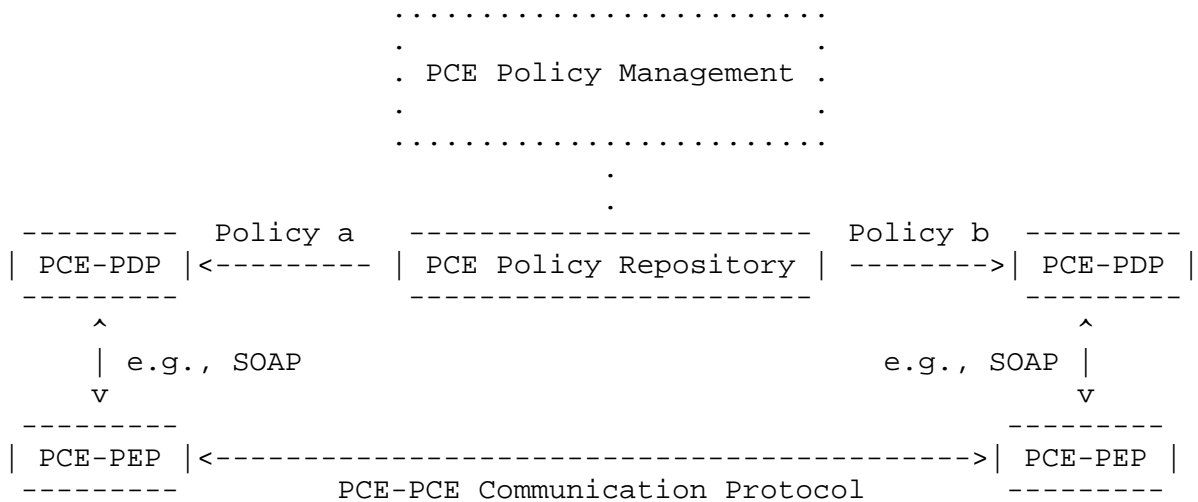 . . . . . . . . . . . . . . . . . . . . . . . . .
. .
. PCE Policy Management .
. .
. . . . . . . . . . . . . . . . . . . . . . . . .
.
.
--------- Policy a ----------------------- Policy b ---------
| PCE-PDP |<--------- | PCE Policy Repository | -------->| PCE-PDP |
--------- ----------------------- ---------
^ ^
| e.g., SOAP e.g., SOAP |
v v
--------- ---------
| PCE-PEP |<------------------------------------------->| PCE-PEP |
--------- PCE-PCE Communication Protocol ---------